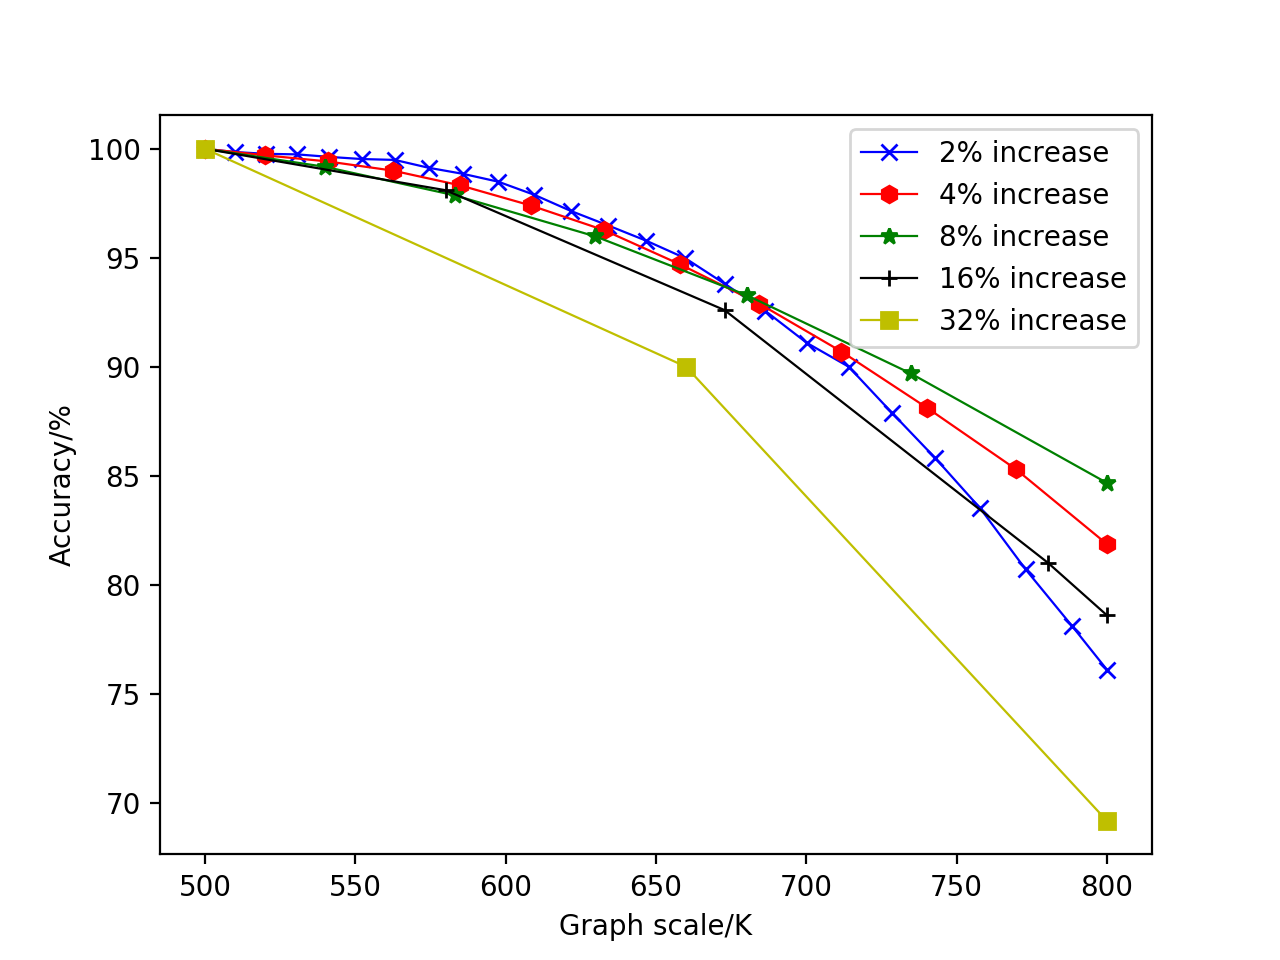 2% increase
4% increase
8% increase
16% increase
32% increase
100
95
90
85
80
75
70
Accuracy/%
500 550 600 650 700 750 800
Graph scale/K